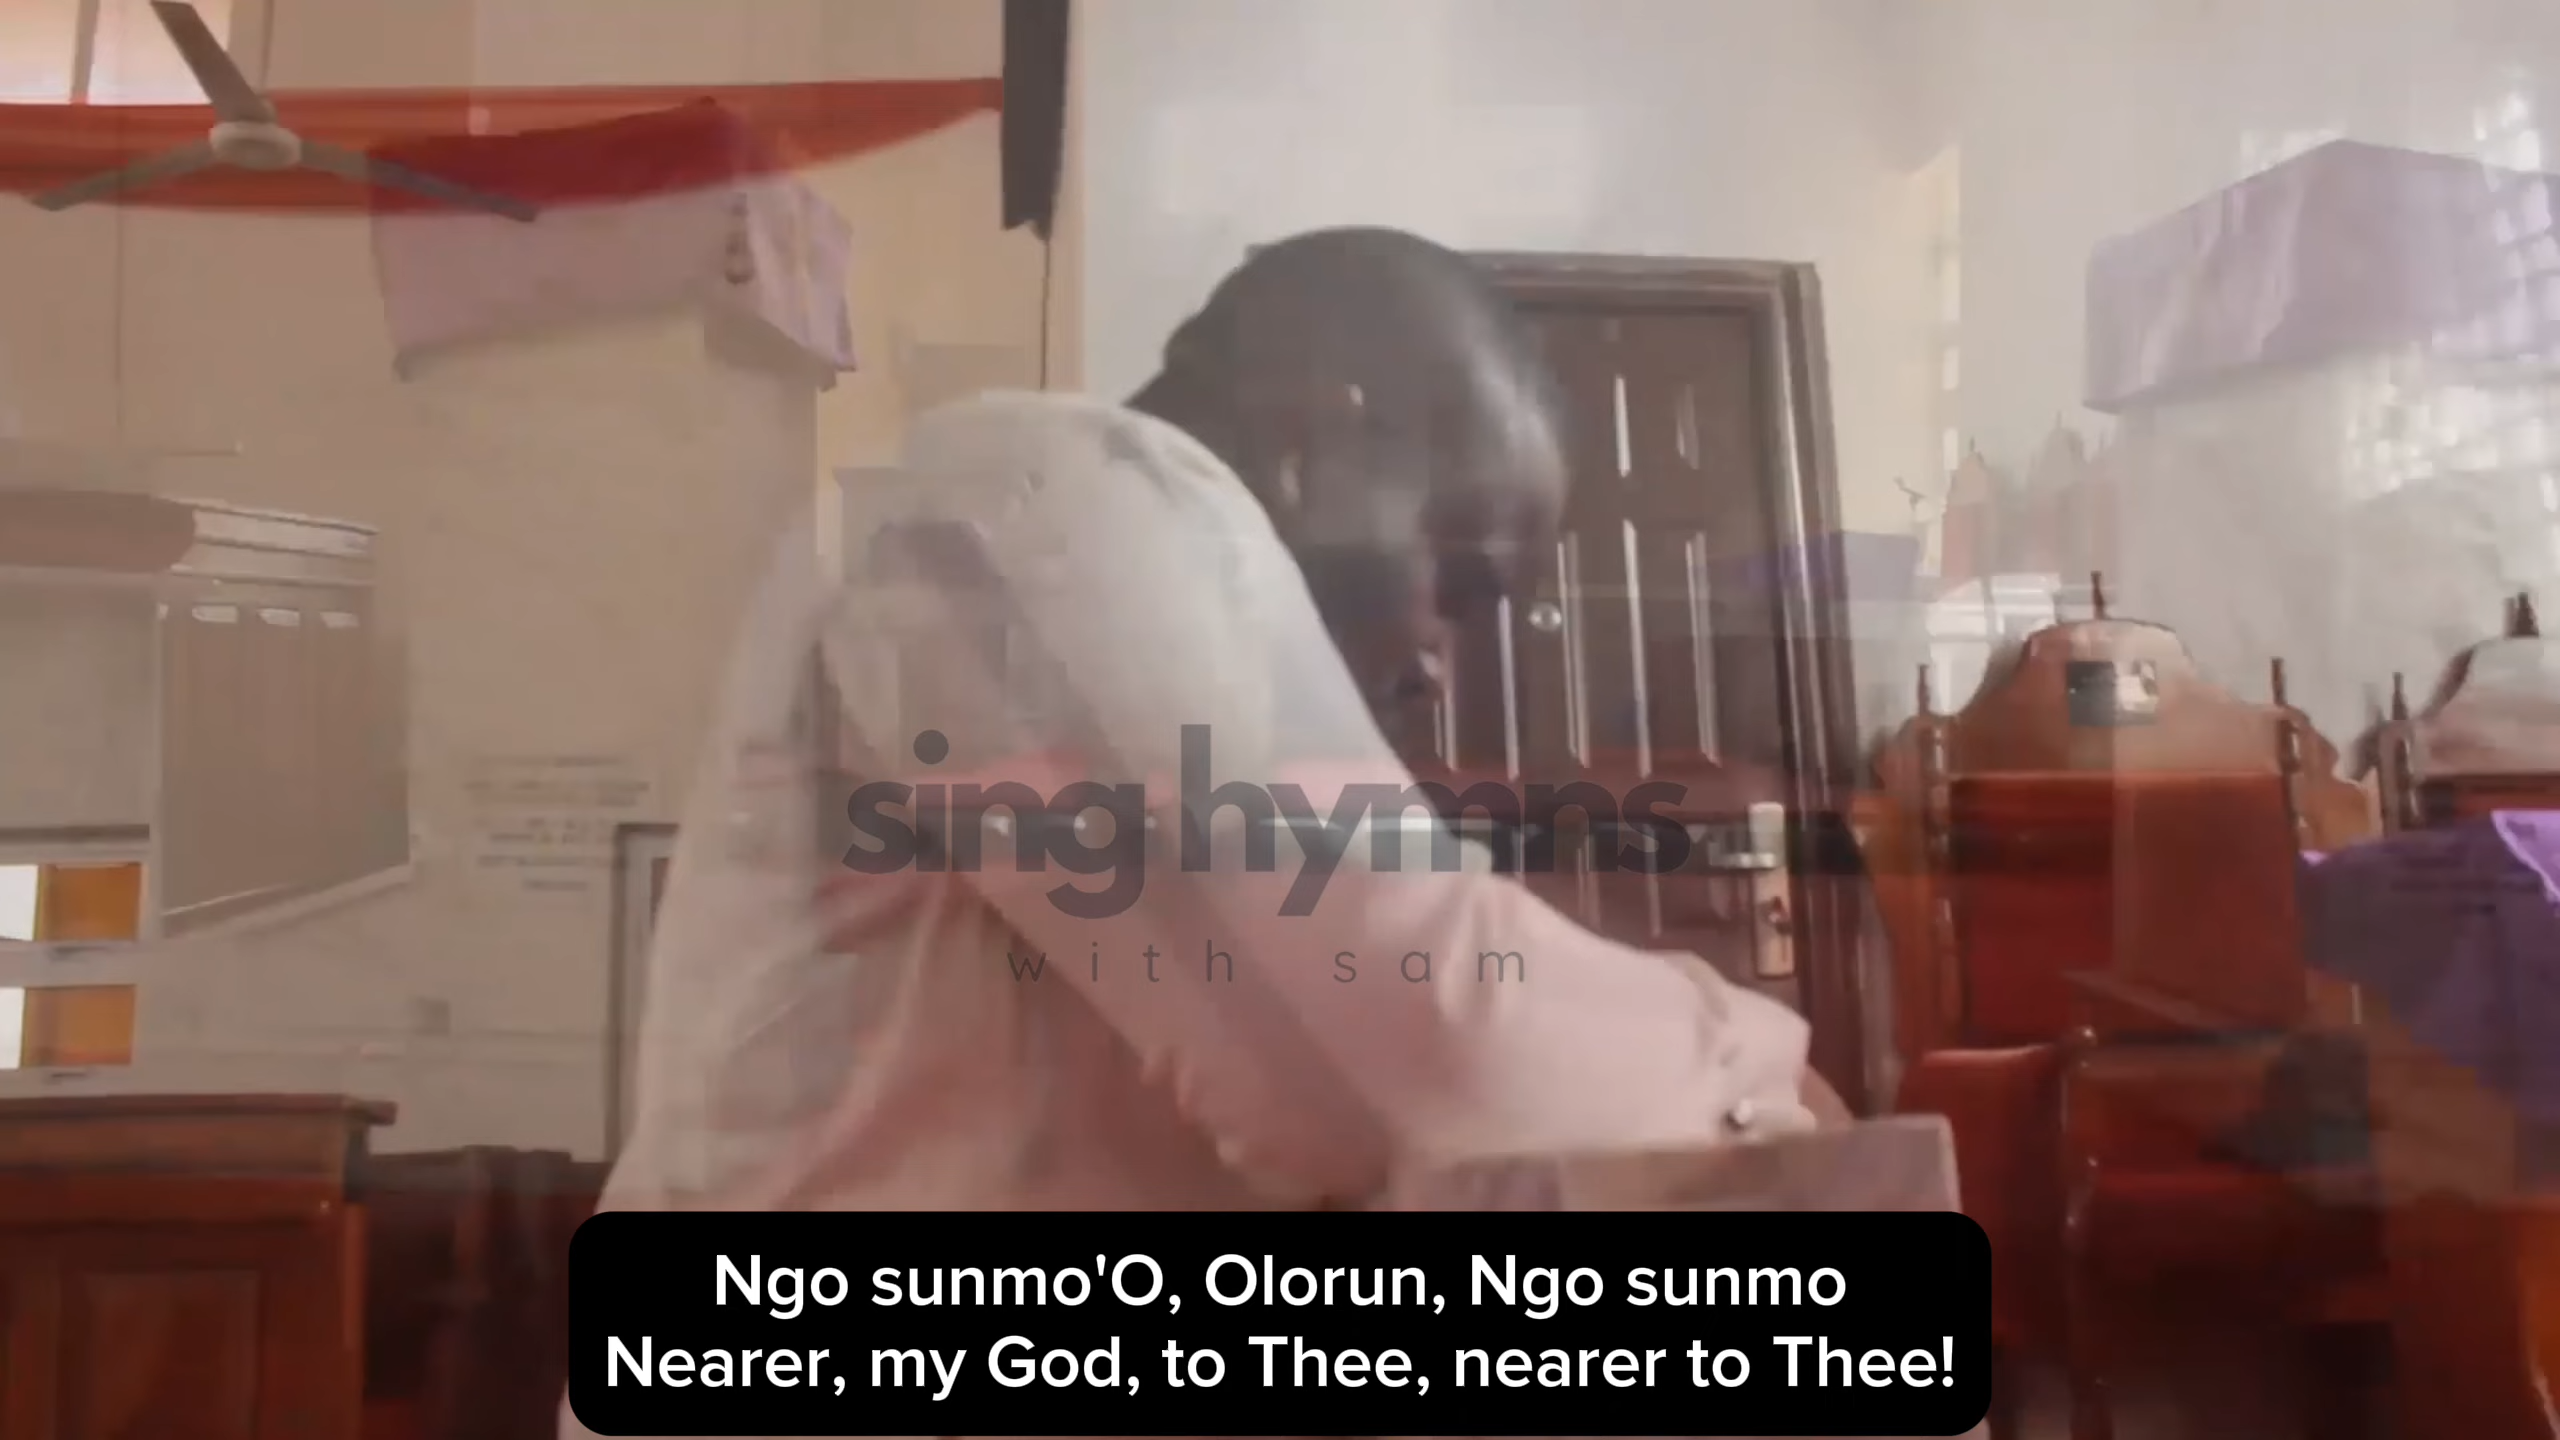 sing hymns
with sam
Ngo sunmo'O, Olorun, Ngo sunmo
Nearer, my God, to Thee, nearer to Thee!